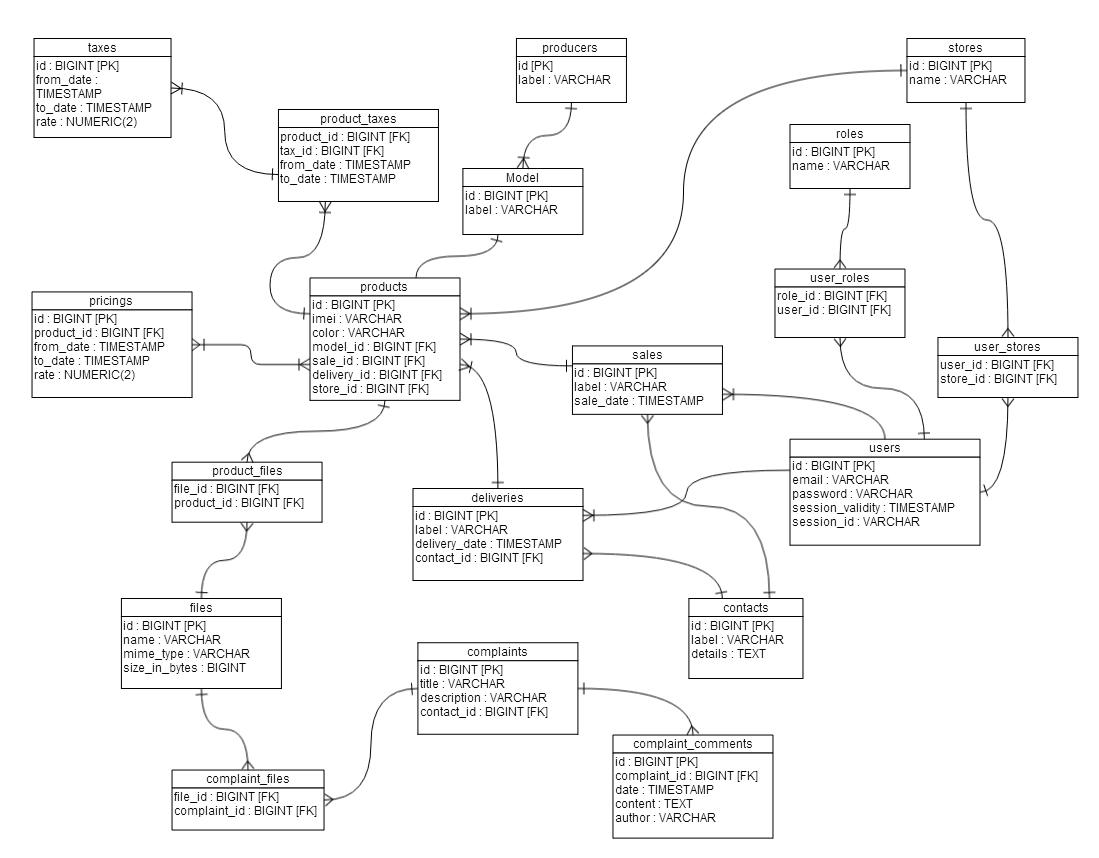 taxes
id : BIGINT [PK]
from_date :
TIMESTAMP
to_date : TIMESTAMP
rate : NUMERIC(2)
producers
id [PK]
label : VARCHAR
stores
id : BIGINT [PK]
name : VARCHAR
product_taxes
product_id : BIGINT [FK]
tax_id : BIGINT [FK]
from_date : TIMESTAMP
to_date : TIMESTAMP
roles
id : BIGINT [PK]
name : VARCHAR
Model
id : BIGINT [PK]
label : VARCHAR
user_roles
role_id : BIGINT [FK]
user_id : BIGINT [FK]
products
id : BIGINT [PK]
imei : VARCHAR
color : VARCHAR
model_id : BIGINT [FK]
sale_id : BIGINT [FK]
delivery_id : BIGINT [FK]
store_id : BIGINT [FK]
pricings
id : BIGINT [PK]
product_id : BIGINT [FK]
from_date : TIMESTAMP
to_date : TIMESTAMP
rate : NUMERIC(2)
user_stores
user_id : BIGINT [FK]
store_id : BIGINT [FK]
sales
id : BIGINT [PK]
label : VARCHAR
sale_date : TIMESTAMP
users
id : BIGINT [PK]
email : VARCHAR
password : VARCHAR
session_validity : TIMESTAMP
session_id : VARCHAR
product_files
file_id : BIGINT [FK]
product_id : BIGINT [FK]
deliveries
id : BIGINT [PK]
label : VARCHAR
delivery_date : TIMESTAMP
contact_id : BIGINT [FK]
files
id : BIGINT [PK]
name : VARCHAR
mime_type : VARCHAR
size_in_bytes : BIGINT
contacts
id : BIGINT [PK]
label : VARCHAR
details : TEXT
complaints
id : BIGINT [PK]
title : VARCHAR
description : VARCHAR
contact_id : BIGINT [FK]
complaint_comments
id : BIGINT [PK]
complaint_id : BIGINT [FK]
date : TIMESTAMP
content : TEXT
author : VARCHAR
complaint_files
file_id : BIGINT [FK]
complaint_id : BIGINT [FK]